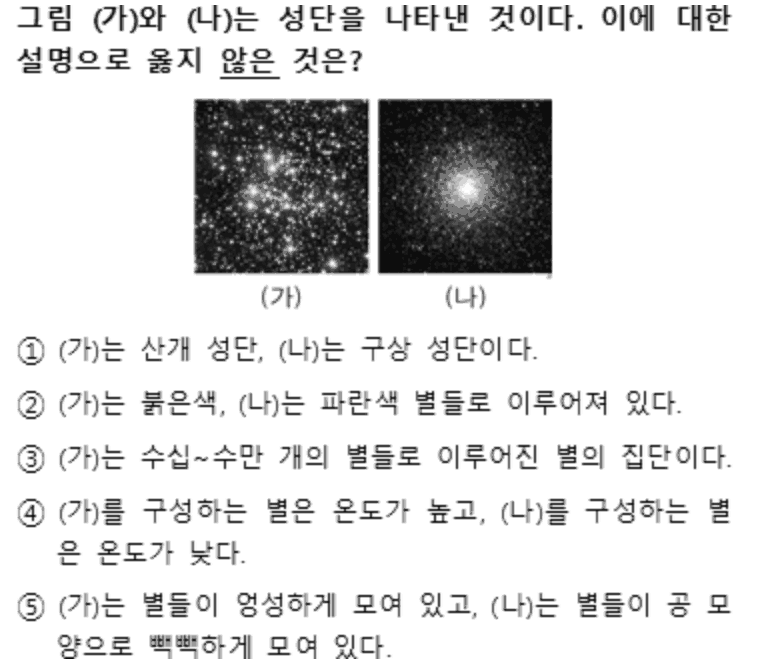 그림 (가)와 (나)는 성단을 나타낸 것이다. 이에 대한
설명으로 옳지 않은 것은?
(가) (나)
① (가)는 산개 성단, (나)는 구상 성단이다.
② (가)는 붉은색, (나)는 파란색 별들로 이루어져 있다.
③ (가)는 수십~수만 개의 별들로 이루어진 별의 집단이다.
④ (가)를 구성하는 별은 온도가 높고, (나)를 구성하는 별
은 온도가 낮다.
⑤ (가)는 별들이 엉성하게 모여 있고, (나)는 별들이 공 모
양으로 빽빽하게 모여 있다.